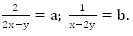 2/(2x−y) = a; 1/(x−2y) = b.